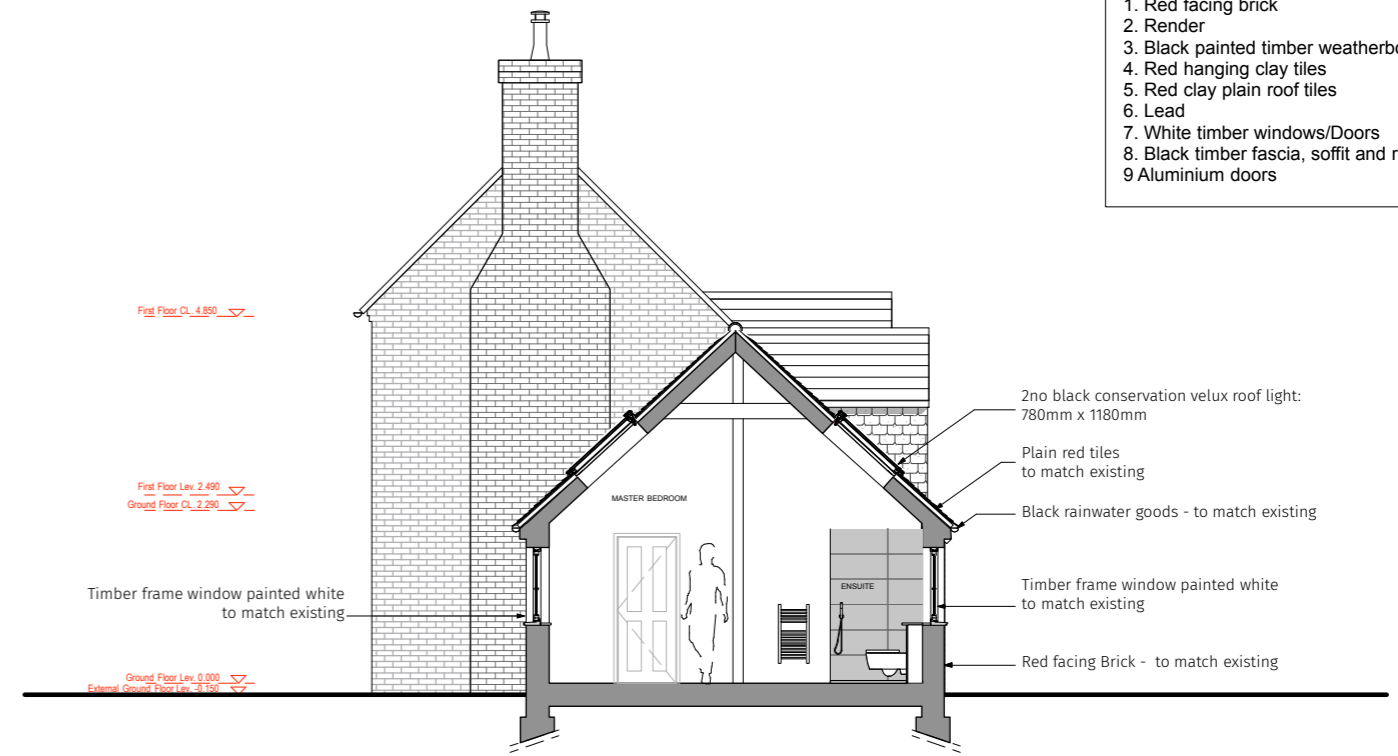 1. Red facing brick
2. Render
3. Black painted timber
4. Red hanging clay tiles
5. Red clay plain roof tiles
6. Lead
7. White timber windows/Doors
8. Black timber fascia, soffit and
9 Aluminium doors
First Floor CL. 4.850
2no black conservation velux roof light:
780mm x 1180mm
Plain red tiles
to match existing
First Floor Lev. 2.490
Ground Floor CL. 2.290
MASTER BEDROOM
Black rainwater goods - to match existing
ENSUITE
Timber frame window painted white
to match existing
Timber frame window painted white
to match existing
Red facing Brick - to match existing
Ground Floor Lev. 0.000
External Ground Floor Lev. -0.150